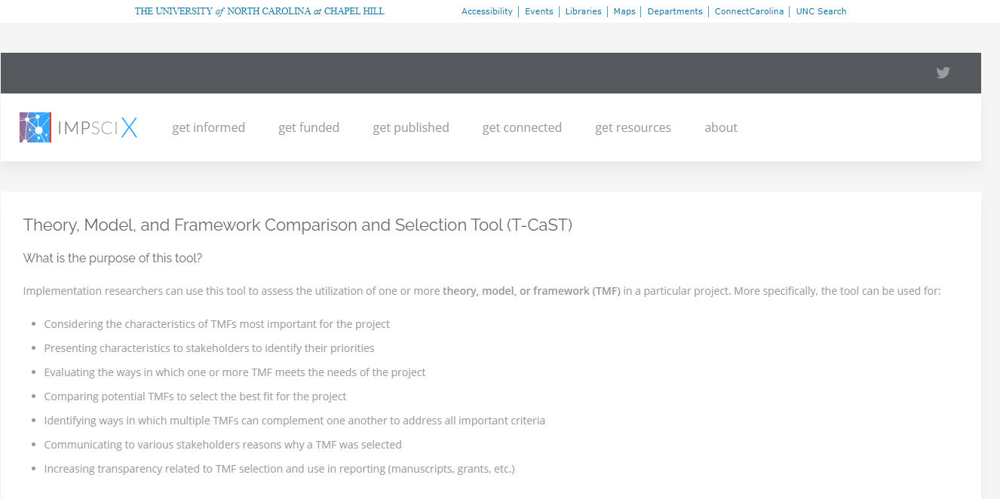 THE UNIVERSITY of NORTH CAROLINA at CHAPEL HILL
Accessibility | Events | Libraries | Maps | Departments | ConnectCarolina | UNC Search
IMPSCIX get informed get funded get published get connected get resources about
Theory, Model, and Framework Comparison and Selection Tool (T-CaST)
What is the purpose of this tool?
Implementation researchers can use this tool to assess the utilization of one or more theory, model, or framework (TMF) in a particular project. More specifically, the tool can be used for:
• Considering the characteristics of TMFs most important for the project
• Presenting characteristics to stakeholders to identify their priorities
• Evaluating the ways in which one or more TMF meets the needs of the project
• Comparing potential TMFs to select the best fit for the project
• Identifying ways in which multiple TMFs can complement one another to address all important criteria
• Communicating to various stakeholders reasons why a TMF was selected
• Increasing transparency related to TMF selection and use in reporting (manuscripts, grants, etc.)